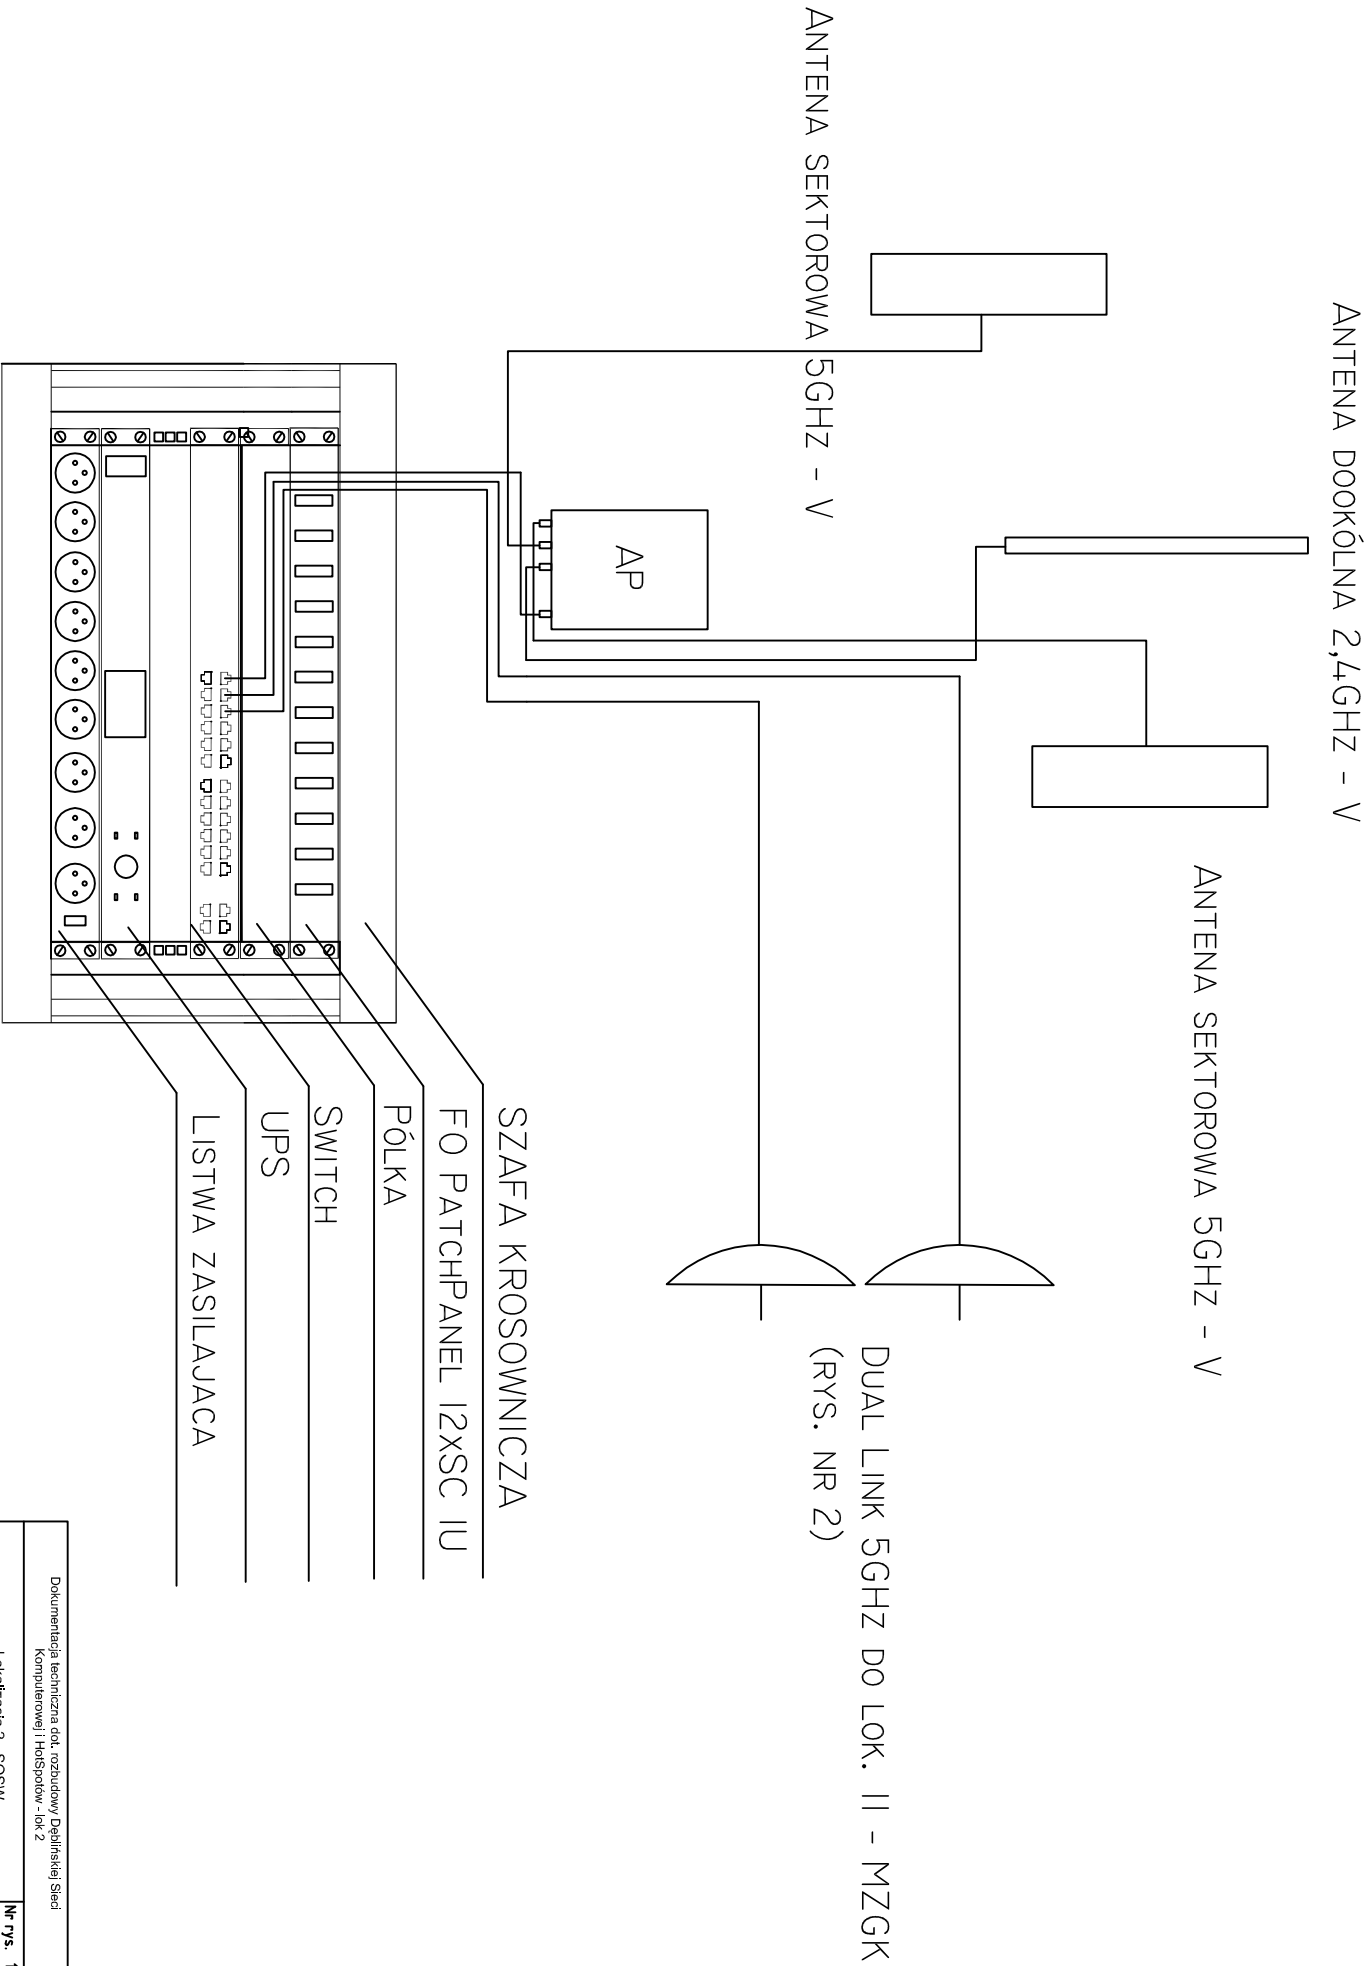 Antena dookólna 2,4GHz - V
Antena sektorowa 5GHz - V
Antena sektorowa 5GHz - V
Dual Link 5GHz do lok. II - MZGK
(rys. nr 2)
AP
SZAFA KROSOWNICZA
FO PatchPanel 12xSC 1U
Pólka
Switch
UPS
Listwa zasilajaca
Dokumentacja techniczna dot. rozbudowy Dęblińskiej Sieci
Komputerowej i HotSpotów - lok 2
Nr rys.